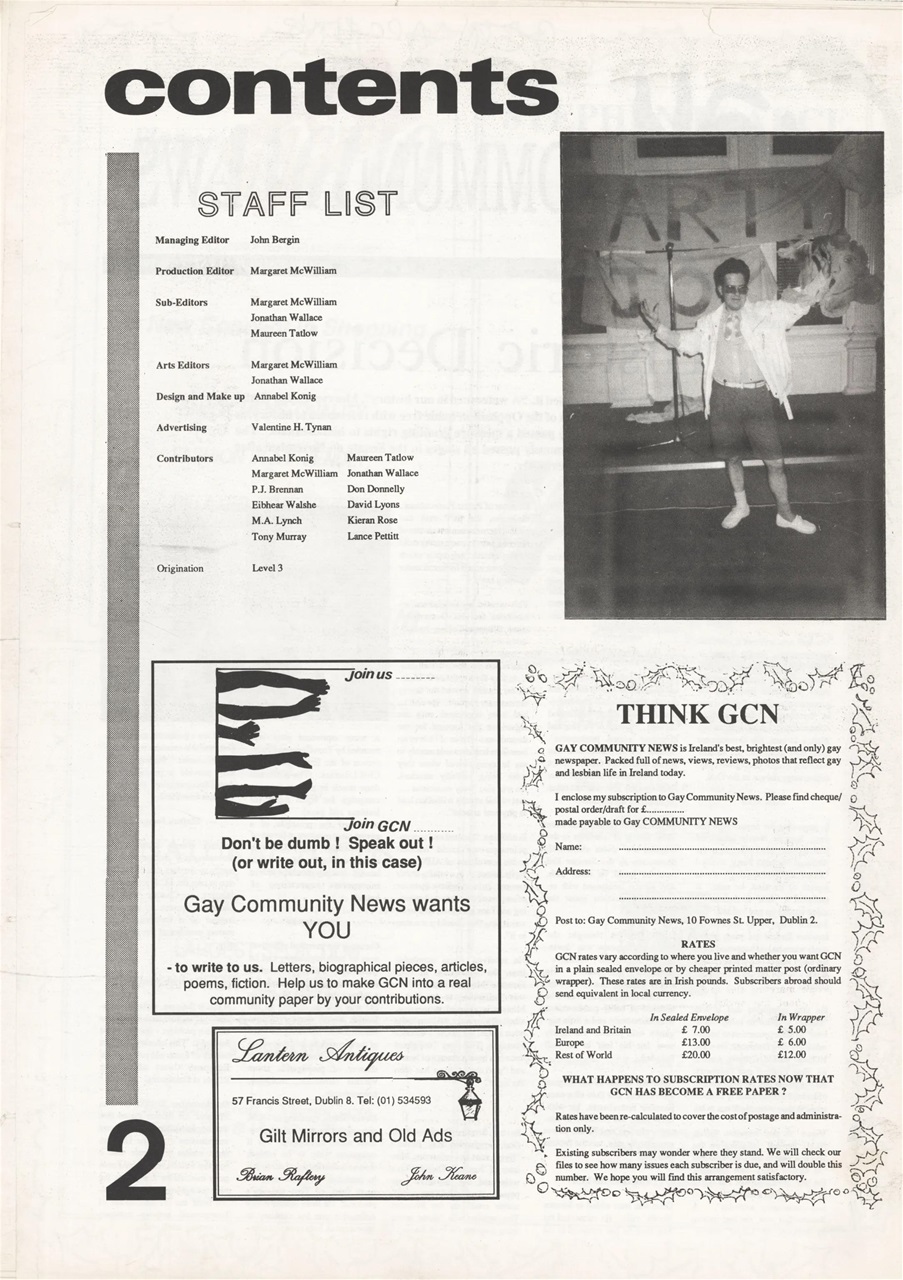 contents
STAFF LIST
Managing Editor John Bergin
Production Editor Margaret McWilliam
Sub-Editors Margaret McWilliam
Jonathan Wallace
Maureen Tatlow
Arts Editors Margaret McWilliam
Jonathan Wallace
Design and Make up Annabel Konig
Advertising Valentine H. Tynan
Contributors Annabel Konig Maureen Tatlow
Margaret McWilliam Jonathan Wallace
P.J. Brennan Don Donnelly
Eibhear Walshe David Lyons
M.A. Lynch Kieran Rose
Tony Murray Lance Pettitt
Origination Level 3
ARTY
TO
Join us .........
Join GCN ............
Don't be dumb ! Speak out !
(or write out, in this case)
Gay Community News wants
YOU
- to write to us. Letters, biographical pieces, articles,
poems, fiction. Help us to make GCN into a real
community paper by your contributions.
Lantern Antiques
57 Francis Street, Dublin 8. Tel: (01) 534593
Gilt Mirrors and Old Ads
Brian Raftery John Keane
2
THINK GCN
GAY COMMUNITY NEWS is Ireland's best, brightest (and only) gay
newspaper. Packed full of news, views, reviews, photos that reflect gay
and lesbian life in Ireland today.
I enclose my subscription to Gay Community News. Please find cheque/
postal order/draft for £...............
made payable to Gay COMMUNITY NEWS
Name: ................................................................
Address: ................................................................
................................................................
Post to: Gay Community News, 10 Fownes St. Upper, Dublin 2.
RATES
GCN rates vary according to where you live and whether you want GCN
in a plain sealed envelope or by cheaper printed matter post (ordinary
wrapper). These rates are in Irish pounds. Subscribers abroad should
send equivalent in local currency.
In Sealed Envelope In Wrapper
Ireland and Britain £ 7.00 £ 5.00
Europe £13.00 £ 6.00
Rest of World £20.00 £12.00
WHAT HAPPENS TO SUBSCRIPTION RATES NOW THAT
GCN HAS BECOME A FREE PAPER ?
Rates have been re-calculated to cover the cost of postage and administra-
tion only.
Existing subscribers may wonder where they stand. We will check our
files to see how many issues each subscriber is due, and will double this
number. We hope you will find this arrangement satisfactory.